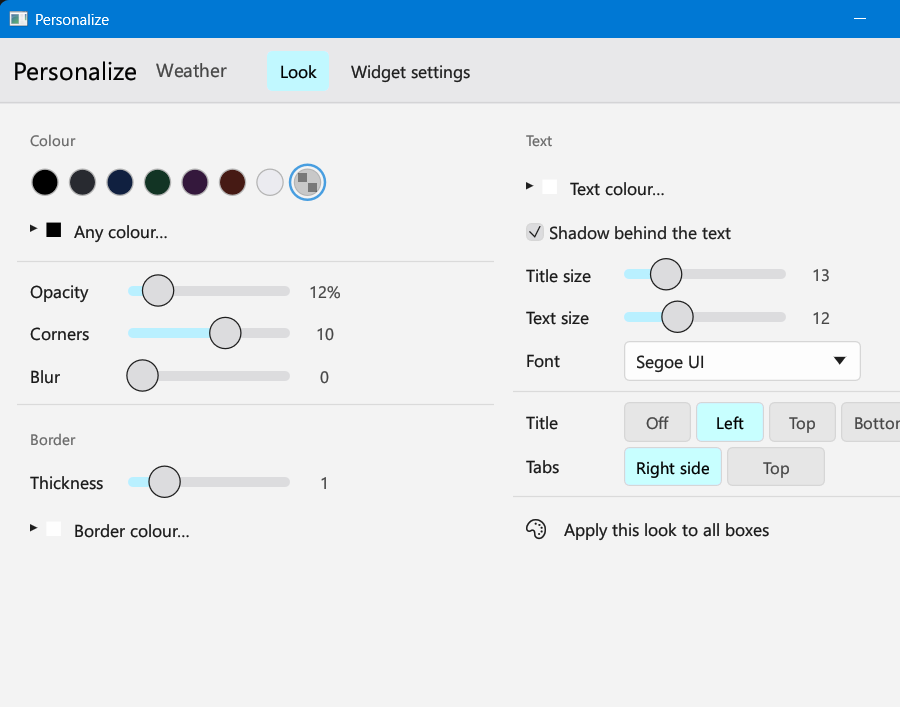 Personalize
Personalize Weather Look Widget settings
Colour
Any colour...
Opacity 12%
Corners 10
Blur 0
Border
Thickness 1
Border colour...
Text
Text colour...
Shadow behind the text
Title size 13
Text size 12
Font Segoe UI
Title Off Left Top Bottor
Tabs Right side Top
Apply this look to all boxes